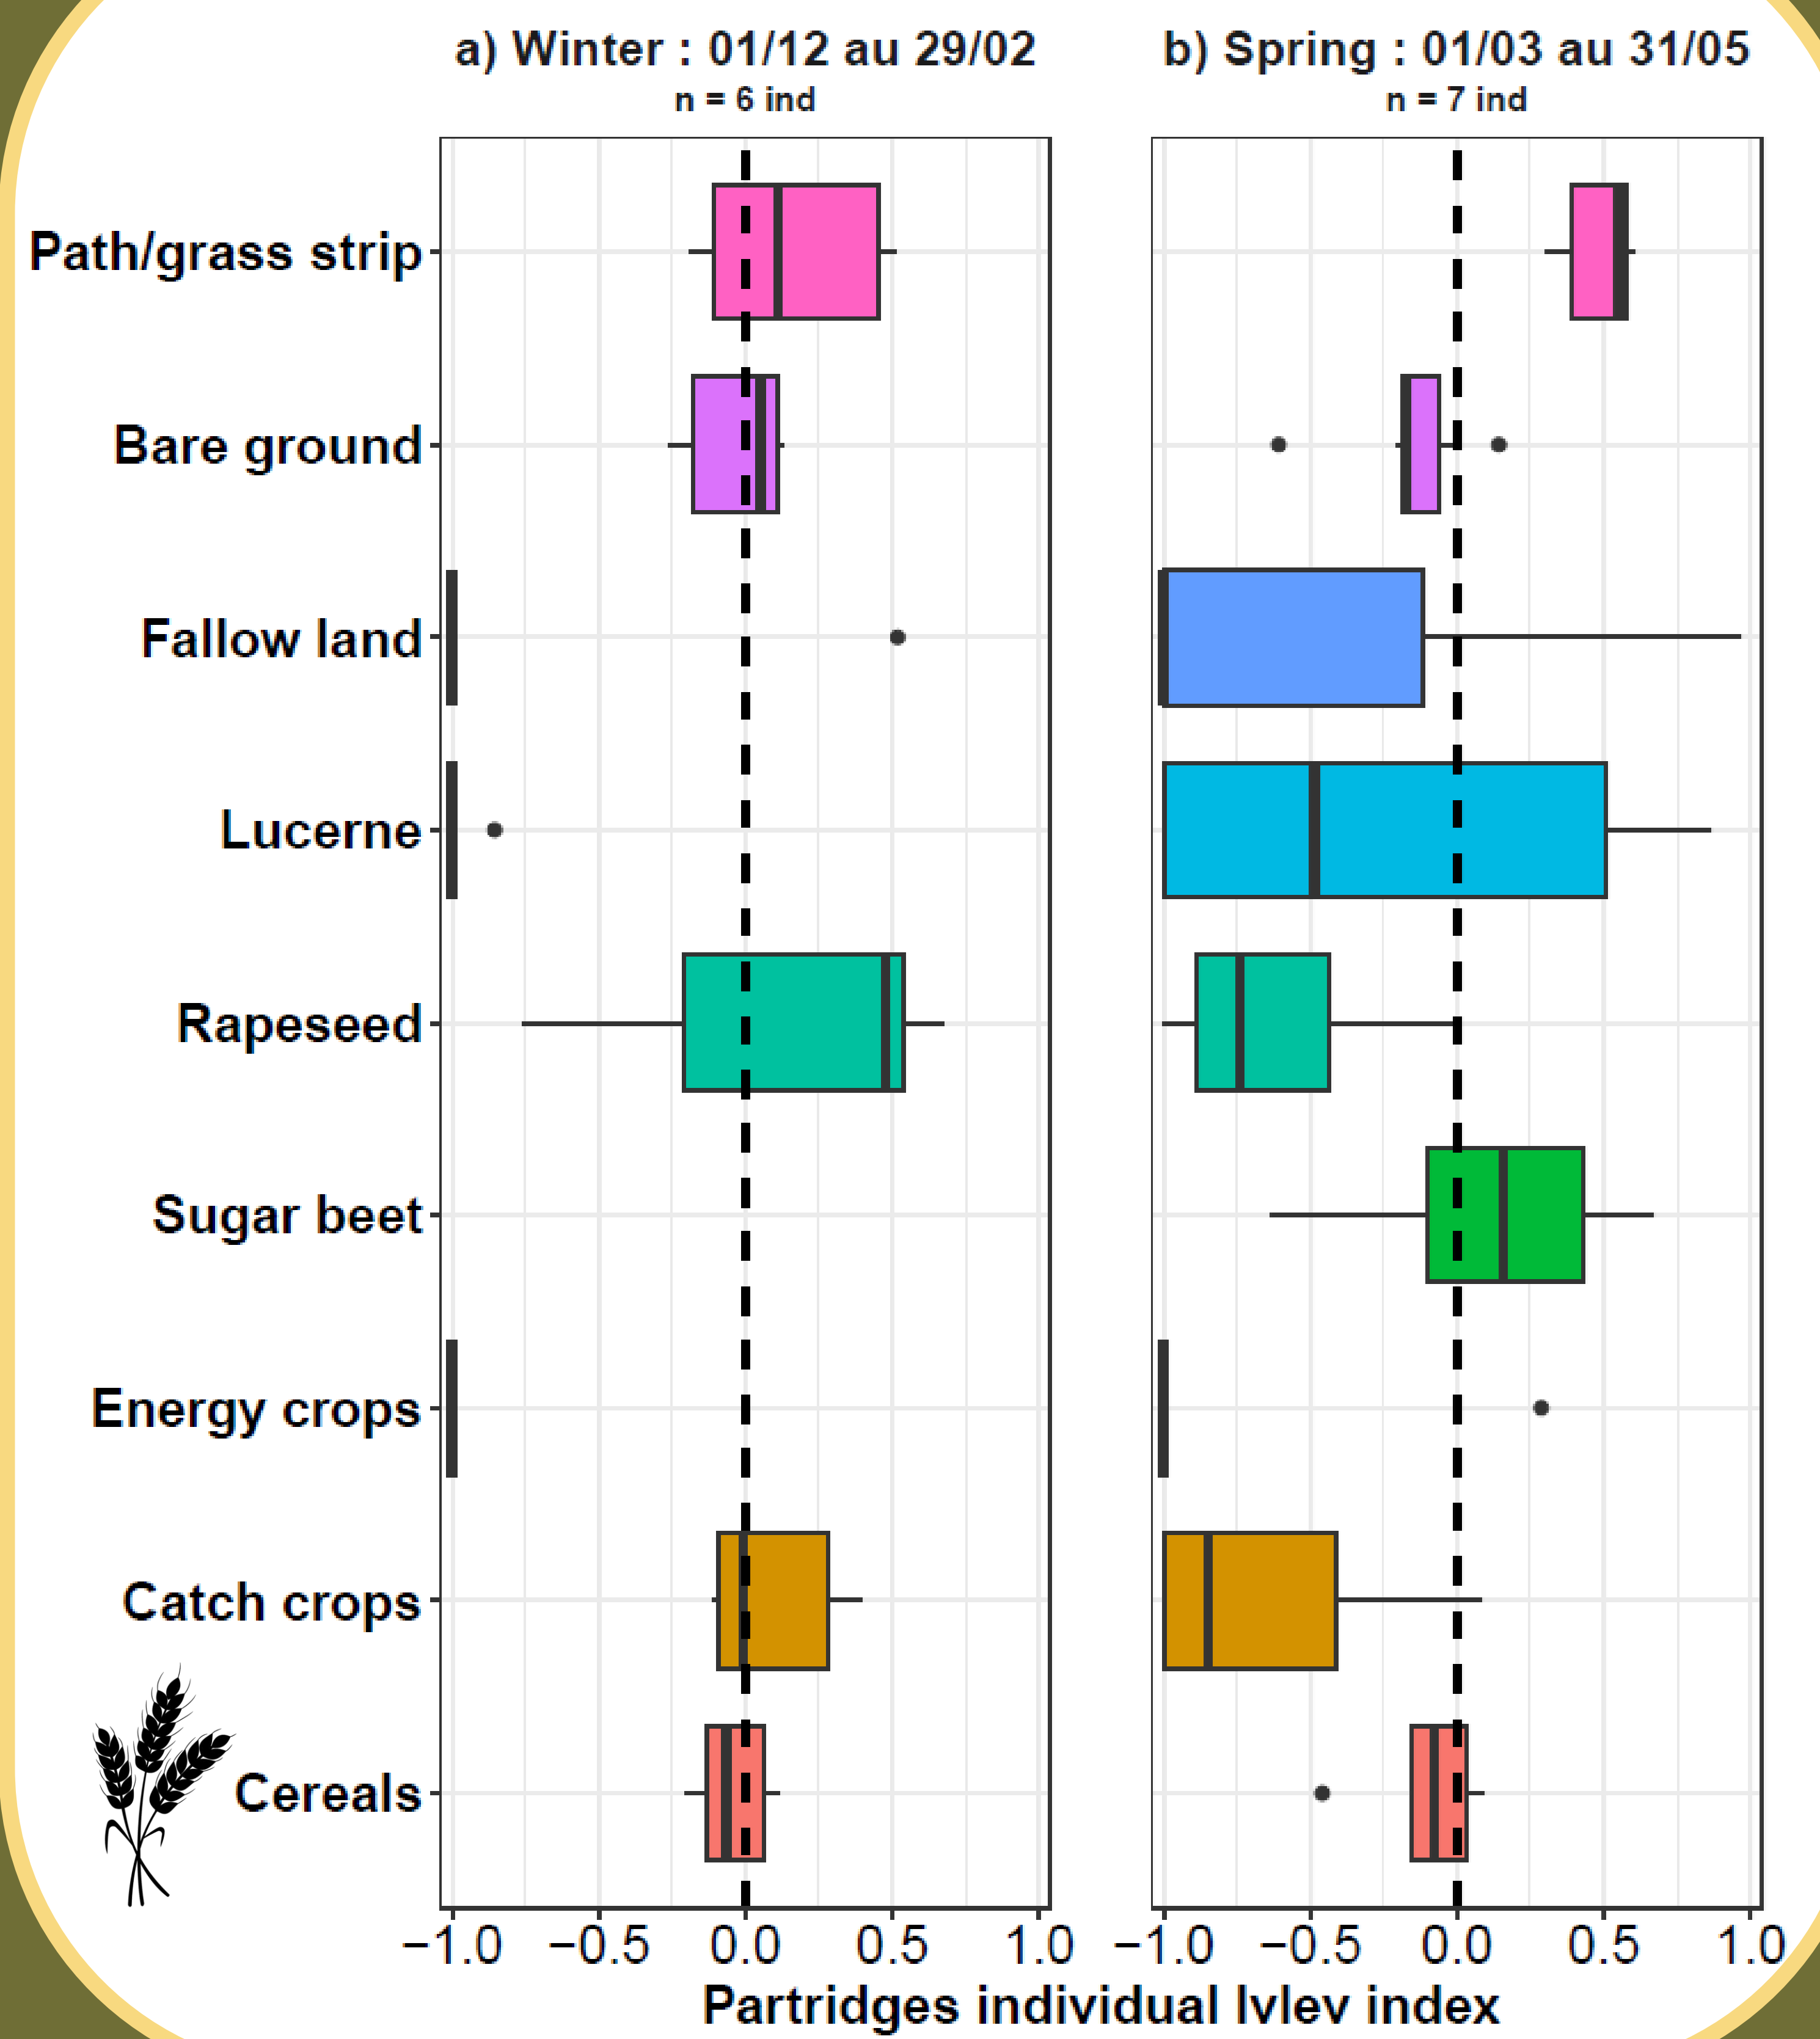 a) Winter : 01/12 au 29/02
n = 6 ind
b) Spring : 01/03 au 31/05
n = 7 ind
Path/grass strip
Bare ground
Fallow land
Lucerne
Rapeseed
Sugar beet
Energy crops
Catch crops
Cereals
−1.0 −0.5 0.0 0.5 1.0
−1.0 −0.5 0.0 0.5 1.0
Partridges individual Ivlev index